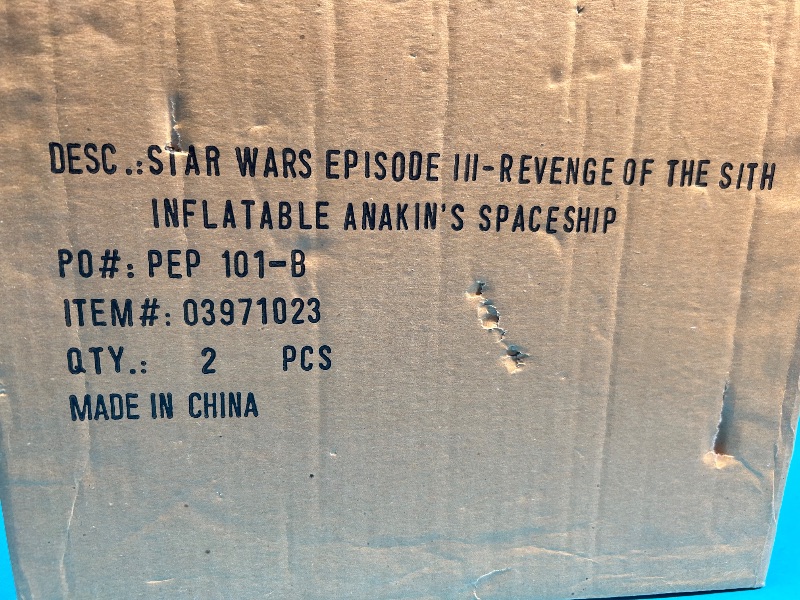 DESC.:STAR WARS EPISODE III-REVENGE OF THE SITH
INFLATABLE ANAKIN'S SPACESHIP
PO#: PEP 101-B
ITEM#: 03971023
QTY.: 2 PCS
MADE IN CHINA